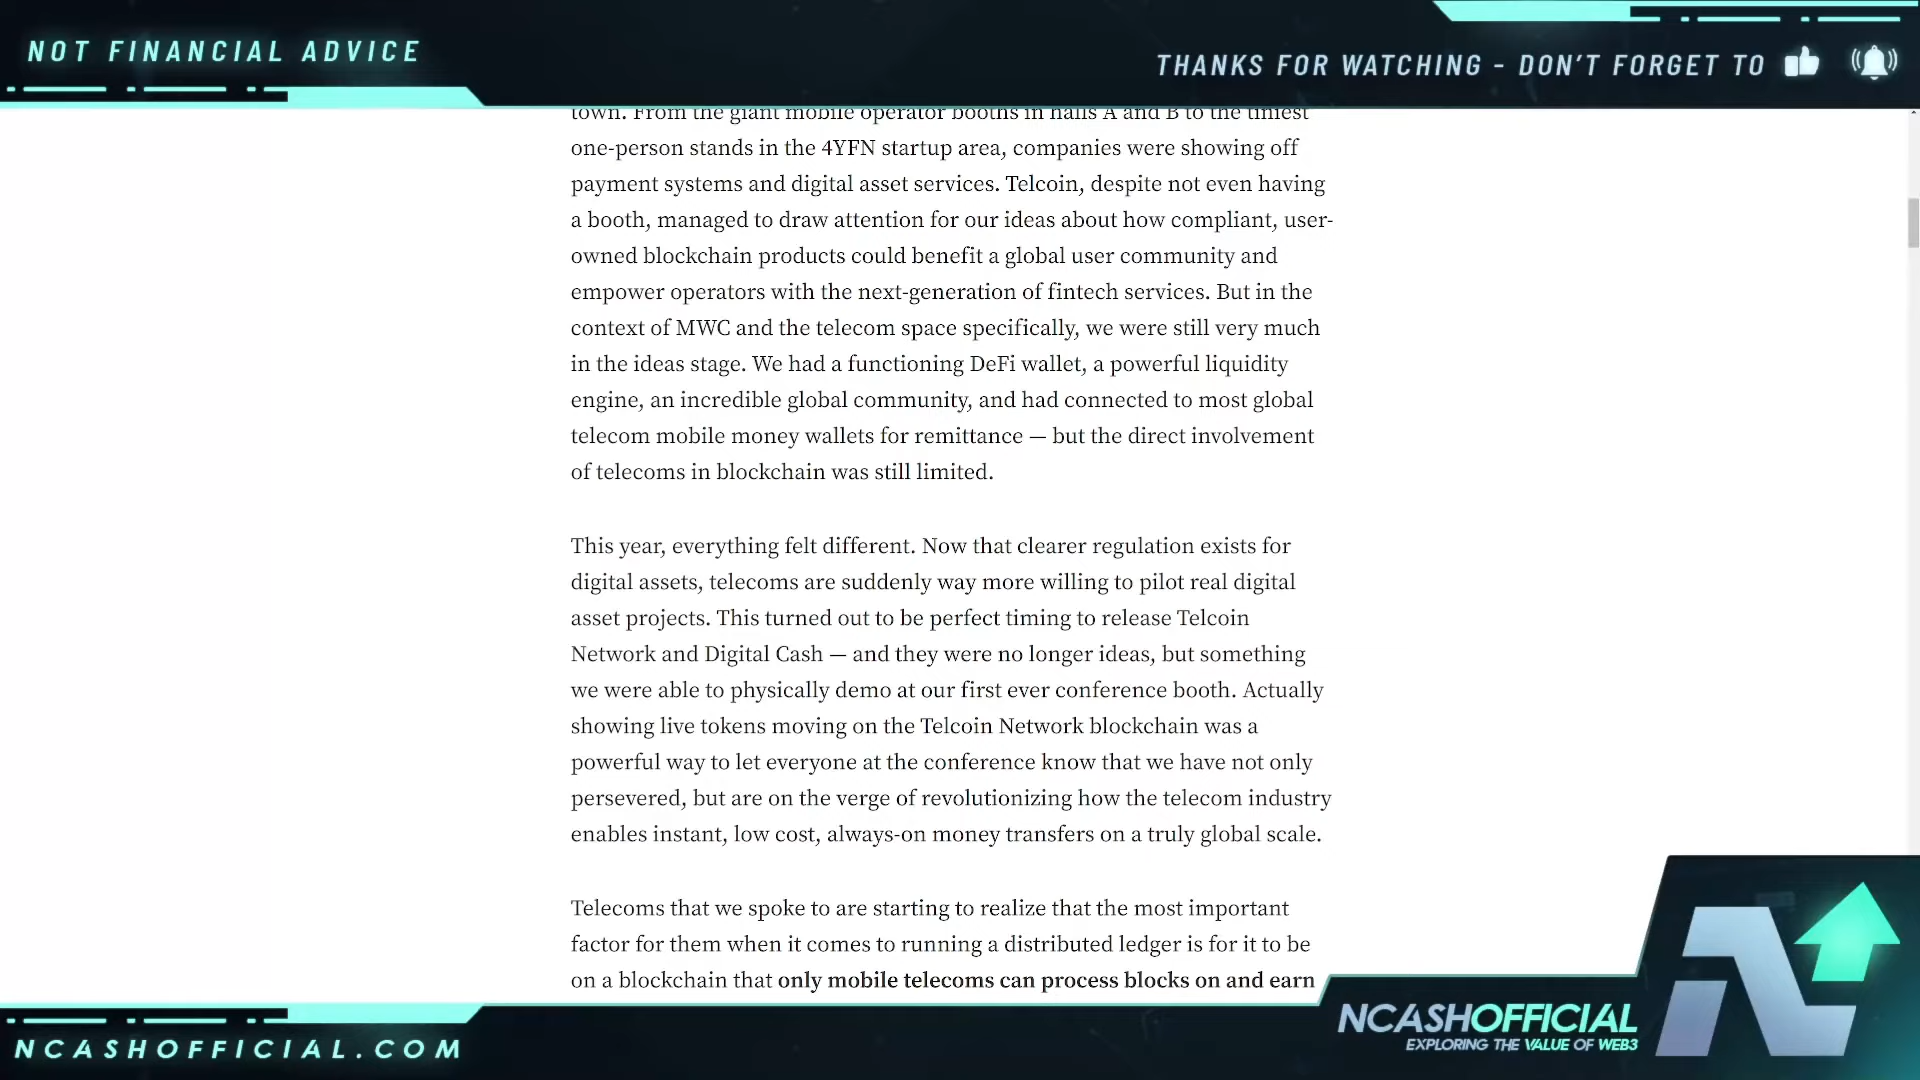 NOT FINANCIAL ADVICE
THANKS FOR WATCHING - DON'T FORGET TO
town. From the giant mobile operator booths in halls A and B to the tiniest
one-person stands in the 4YFN startup area, companies were showing off
payment systems and digital asset services. Telcoin, despite not even having
a booth, managed to draw attention for our ideas about how compliant, user-
owned blockchain products could benefit a global user community and
empower operators with the next-generation of fintech services. But in the
context of MWC and the telecom space specifically, we were still very much
in the ideas stage. We had a functioning DeFi wallet, a powerful liquidity
engine, an incredible global community, and had connected to most global
telecom mobile money wallets for remittance — but the direct involvement
of telecoms in blockchain was still limited.
This year, everything felt different. Now that clearer regulation exists for
digital assets, telecoms are suddenly way more willing to pilot real digital
asset projects. This turned out to be perfect timing to release Telcoin
Network and Digital Cash — and they were no longer ideas, but something
we were able to physically demo at our first ever conference booth. Actually
showing live tokens moving on the Telcoin Network blockchain was a
powerful way to let everyone at the conference know that we have not only
persevered, but are on the verge of revolutionizing how the telecom industry
enables instant, low cost, always-on money transfers on a truly global scale.
Telecoms that we spoke to are starting to realize that the most important
factor for them when it comes to running a distributed ledger is for it to be
on a blockchain that only mobile telecoms can process blocks on and earn
NCASHOFFICIAL.COM
NCASHOFFICIAL
EXPLORING THE VALUE OF WEB3